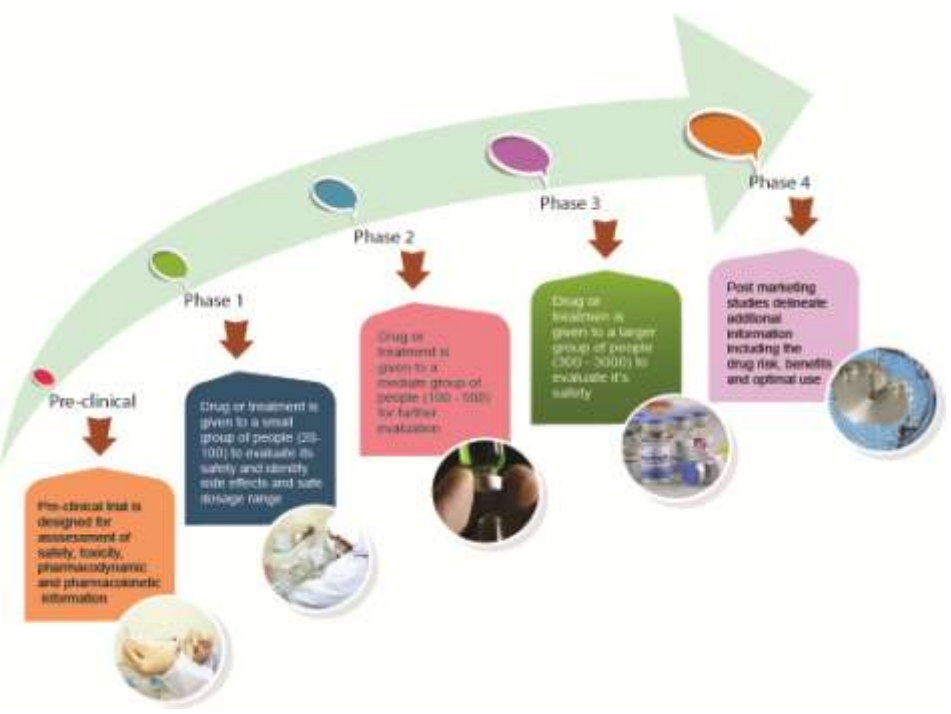 Pre-clinical
Pre-clinical trial is
designed for
asssessment of
safety, toxicity,
pharmacodynamic
and pharmacokinetic
information
Phase 1
Drug or treatment is
given to a small
group of people (20-
100) to evaluate its
safety and identify
side effects and safe
dosage range
Phase 2
Drug or
treatment is
given to a
medium group of
people (100 - 500)
for further
evaluation
Phase 3
Drug or
treatmen is
given to a larger
group of people
(300 - 3000) to
evaluate it's
safety
Phase 4
Post marketing
studies delineate
additional
information
including the
drug risk, benefits
and optimal use